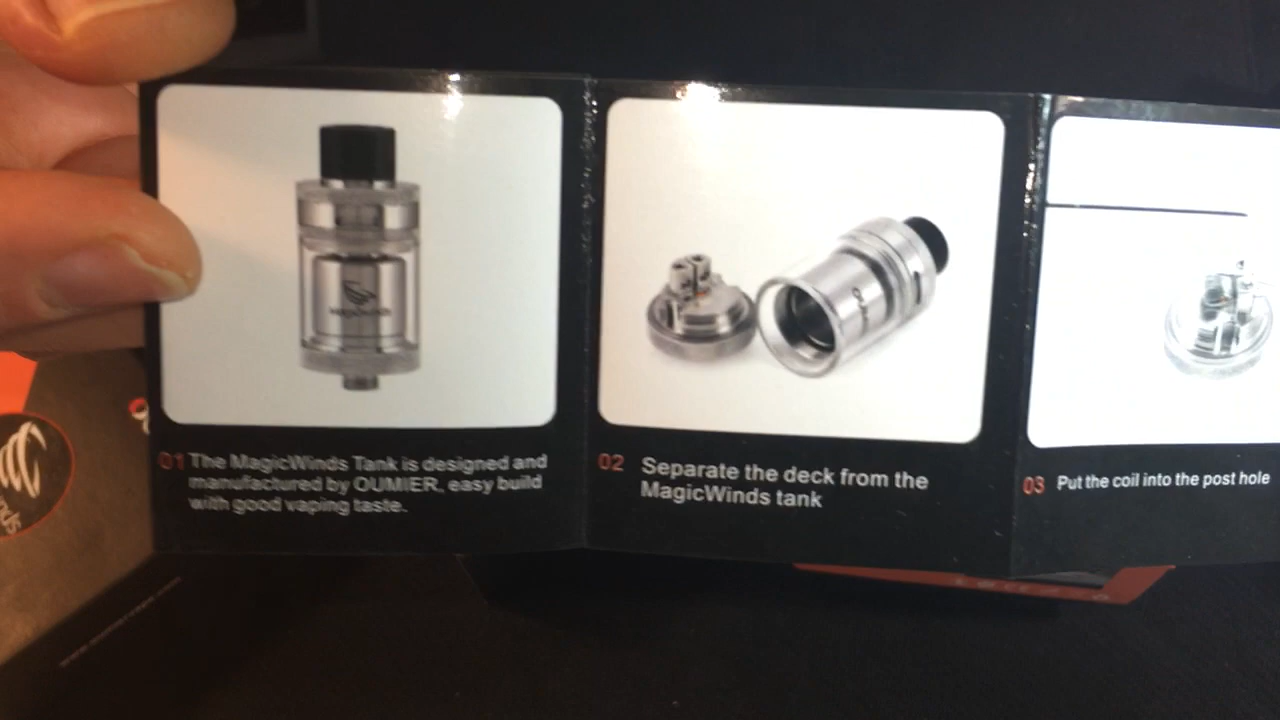 01 The MagicWinds Tank is designed and
manufactured by OUMIER, easy build
with good vaping taste.
02 Separate the deck from the
MagicWinds tank
03 Put the coil into the post hole